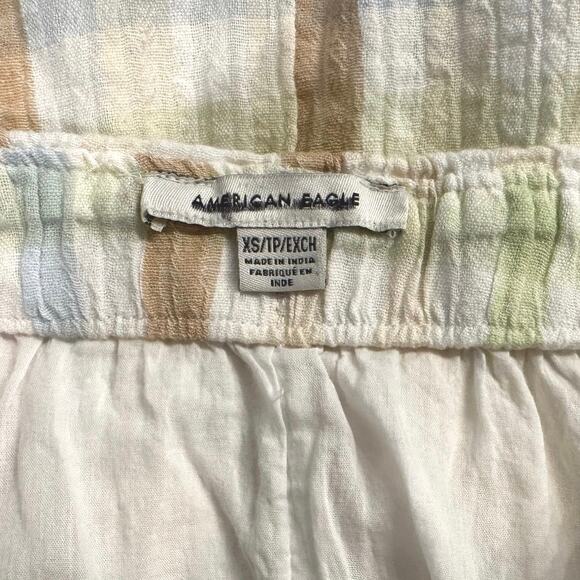 AMERICAN EAGLE
XS/TP/EXCH
MADE IN INDIA
FABRIQUÉ EN
INDE